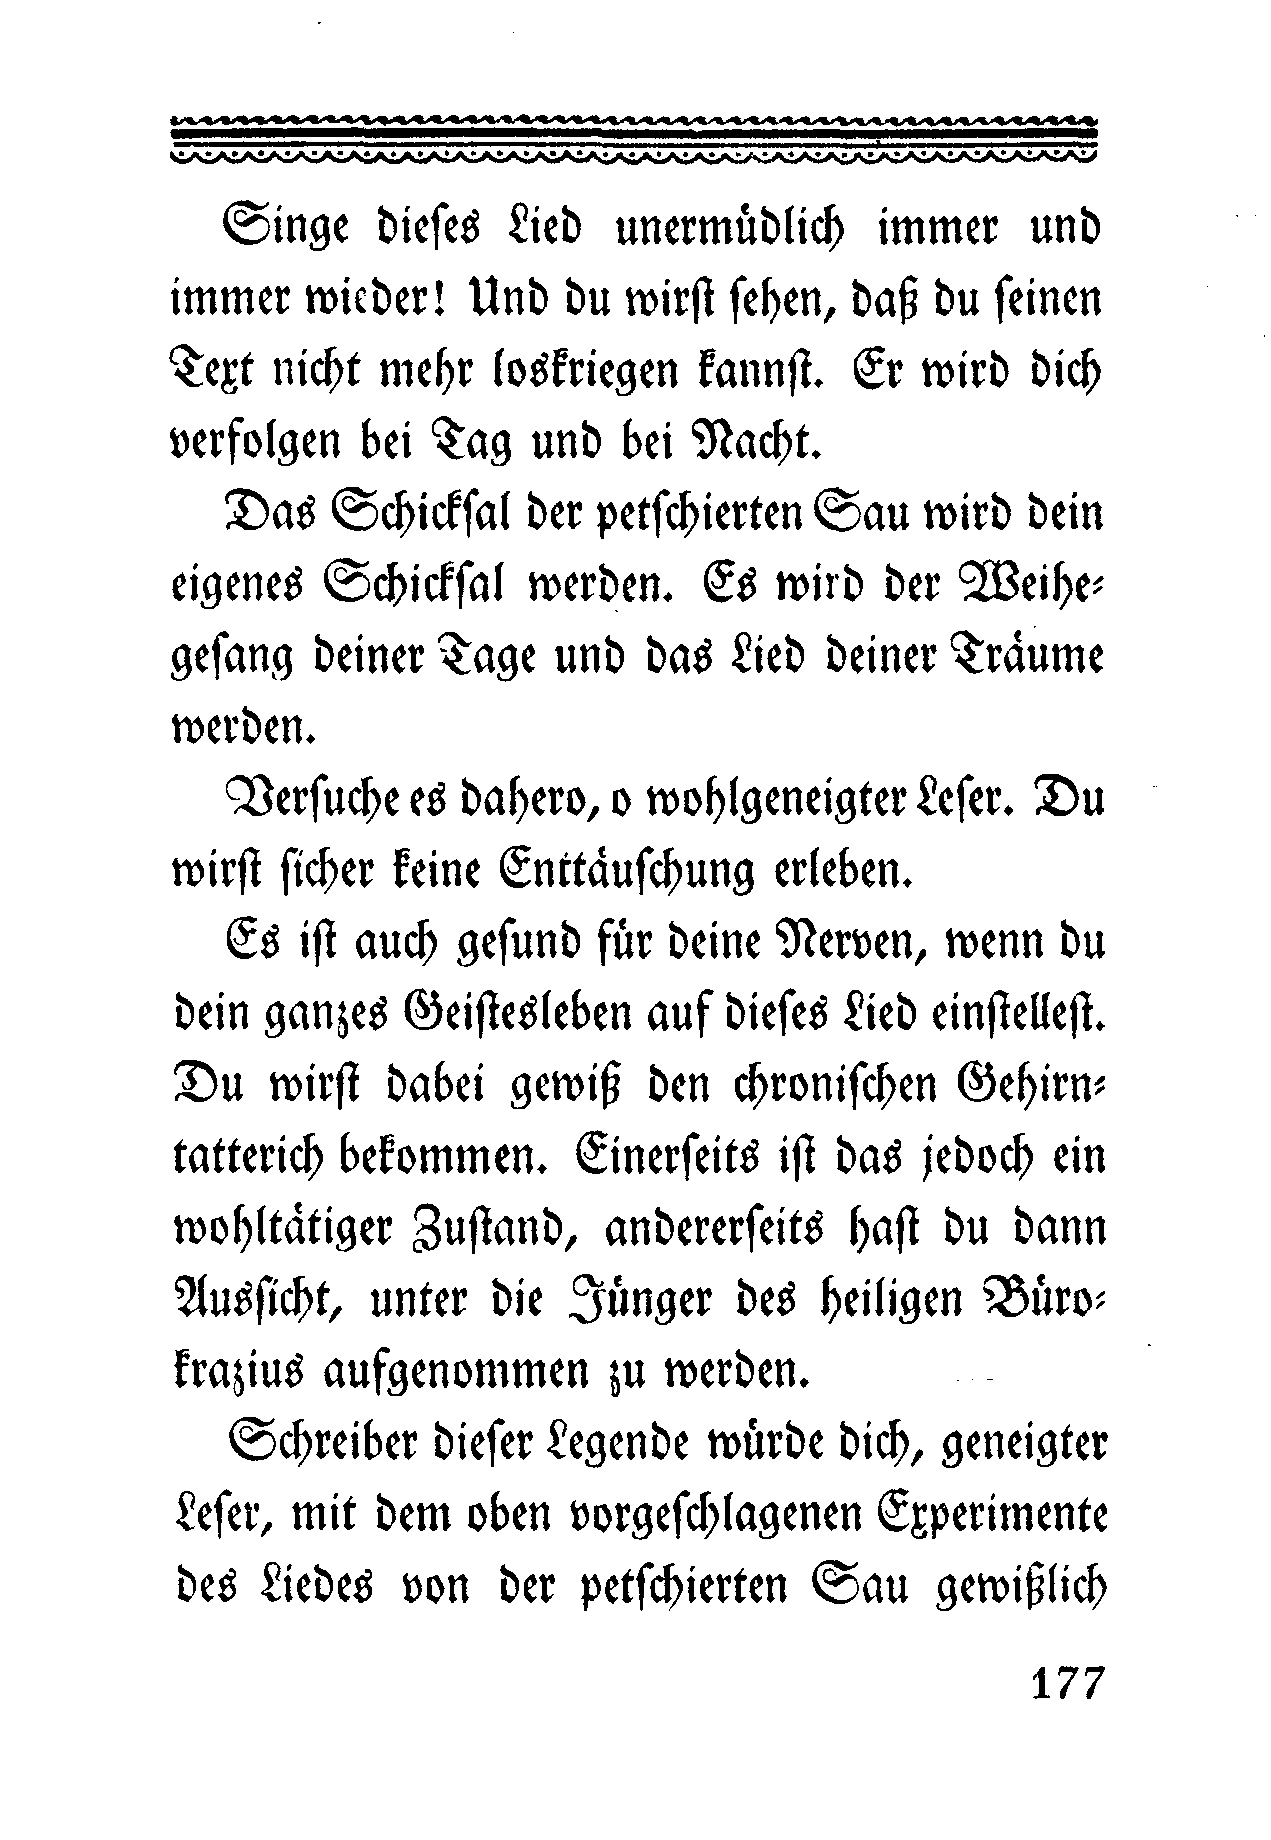 Singe dieſes Lied unermüdlich immer und
immer wieder! Und du wirſt ſehen, daß du ſeinen
Text nicht mehr loskriegen kannſt. Er wird dich
verfolgen bei Tag und bei Nacht.
Das Schickſal der petſchierten Sau wird dein
eigenes Schickſal werden. Es wird der Weihe⸗
geſang deiner Tage und das Lied deiner Träume
werden.
Verſuche es dahero, o wohlgeneigter Leſer. Du
wirſt ſicher keine Enttäuſchung erleben.
Es iſt auch geſund für deine Nerven, wenn du
dein ganzes Geiſtesleben auf dieſes Lied einſtelleſt.
Du wirſt dabei gewiß den chroniſchen Gehirn⸗
tatterich bekommen. Einerſeits iſt das jedoch ein
wohltätiger Zuſtand, andererſeits haſt du dann
Ausſicht, unter die Jünger des heiligen Büro⸗
krazius aufgenommen zu werden.
Schreiber dieſer Legende würde dich, geneigter
Leſer, mit dem oben vorgeſchlagenen Experimente
des Liedes von der petſchierten Sau gewißlich
177